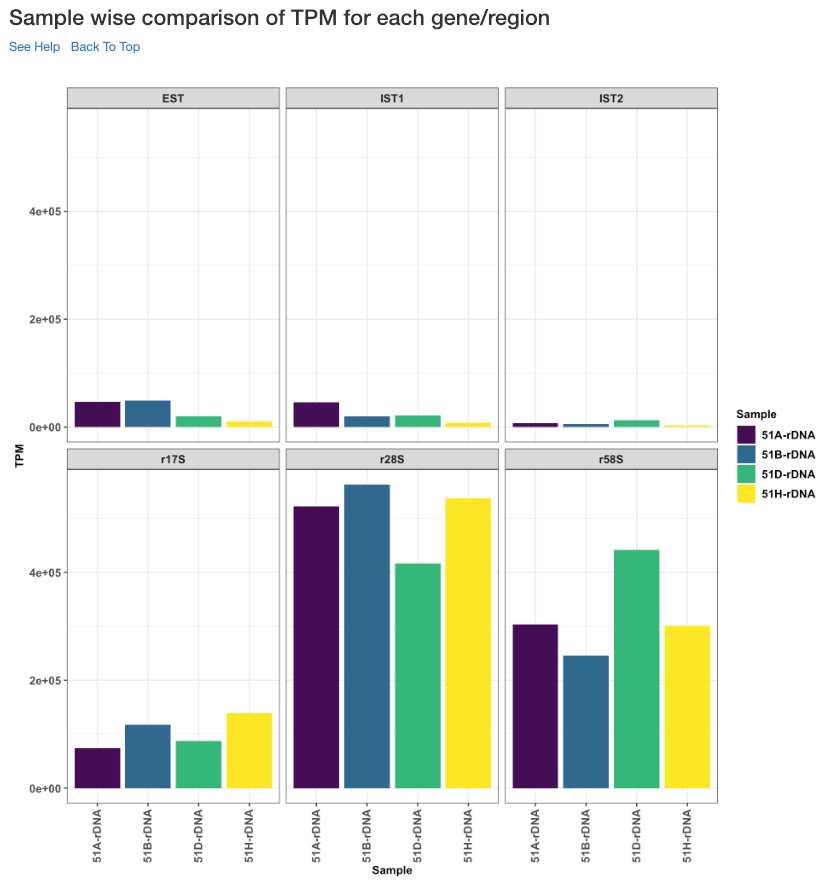 Sample wise comparison of TPM for each gene/region
See Help Back To Top
EST IST1 IST2
4e+05
2e+05
0e+00
r17S r28S r58S
4e+05
2e+05
0e+00
TPM
51A-rDNA 51B-rDNA 51D-rDNA 51H-rDNA 51A-rDNA 51B-rDNA 51D-rDNA 51H-rDNA 51A-rDNA 51B-rDNA 51D-rDNA 51H-rDNA
Sample
Sample
51A-rDNA
51B-rDNA
51D-rDNA
51H-rDNA